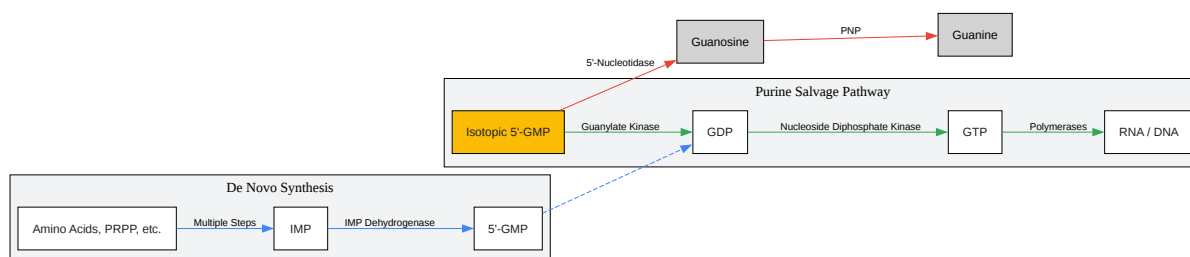 PNP
Guanosine
Guanine
5'-Nucleotidase
Purine Salvage Pathway
Isotopic 5'-GMP
Guanylate Kinase
GDP
Nucleoside Diphosphate Kinase
GTP
Polymerases
RNA / DNA
De Novo Synthesis
Amino Acids, PRPP, etc.
Multiple Steps
IMP
IMP Dehydrogenase
5'-GMP